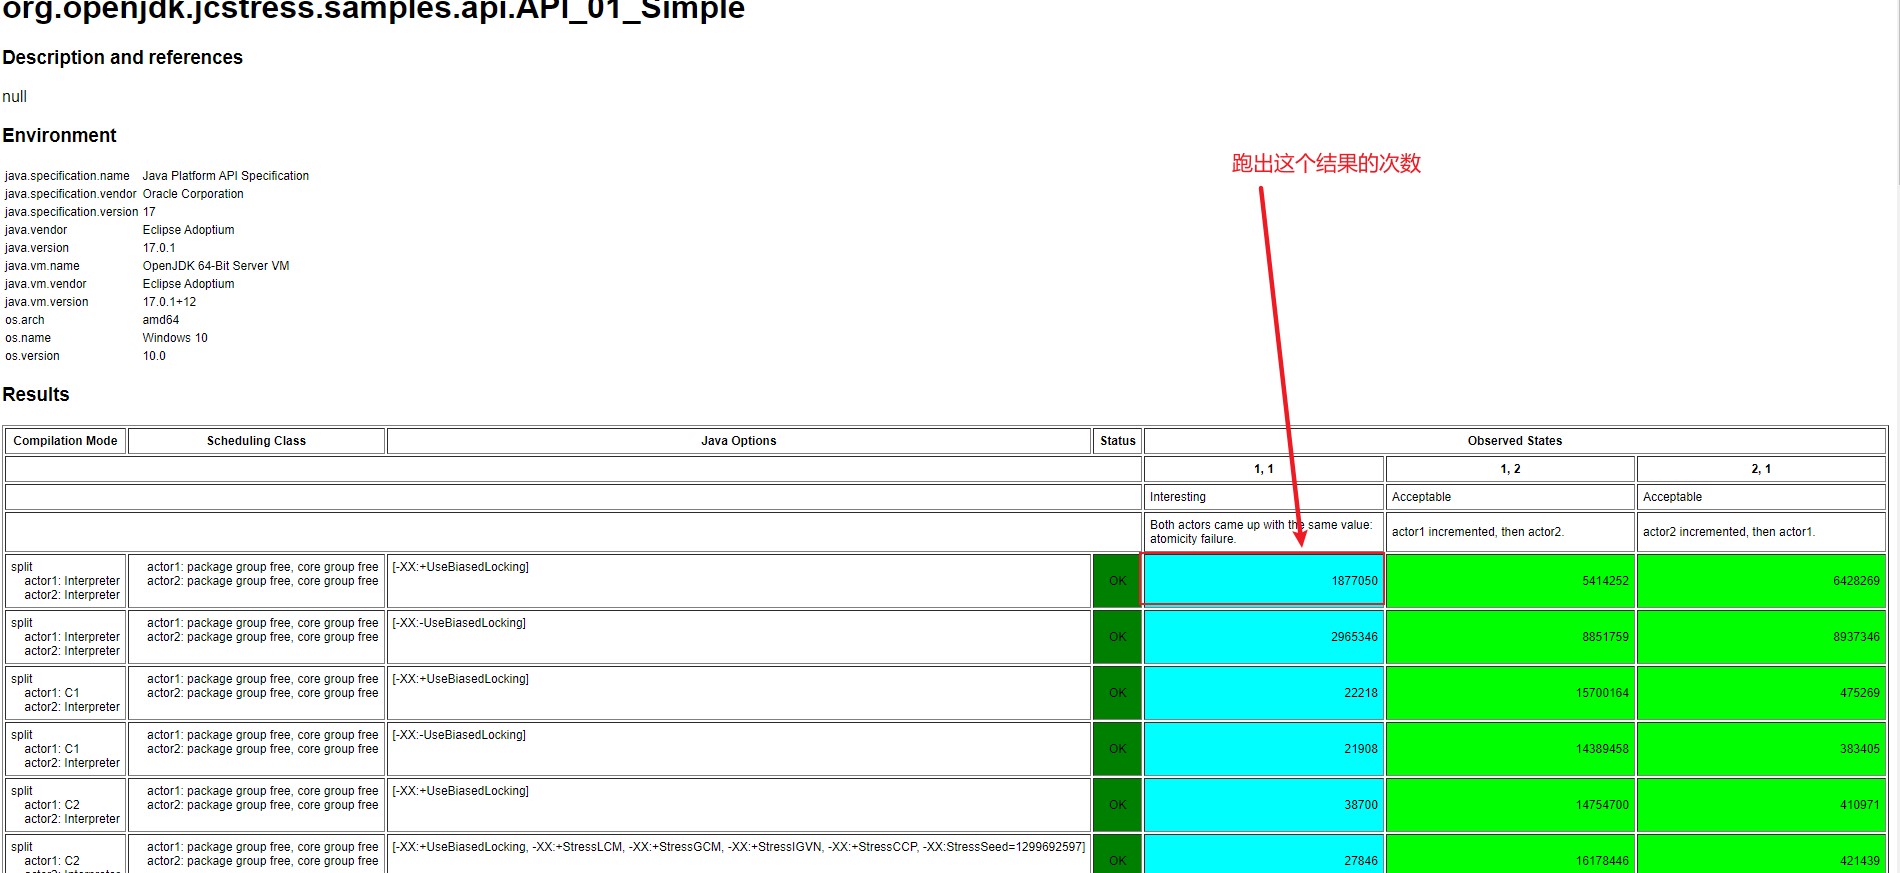 org.openjdk.jcstress.samples.api.API_01_Simple
Description and references
null
Environment
java.specification.name Java Platform API Specification
java.specification.vendor Oracle Corporation
java.specification.version 17
java.vendor Eclipse Adoptium
java.version 17.0.1
java.vm.name OpenJDK 64-Bit Server VM
java.vm.vendor Eclipse Adoptium
java.vm.version 17.0.1+12
os.arch amd64
os.name Windows 10
os.version 10.0
跑出这个结果的次数
Results
Compilation Mode Scheduling Class Java Options Status Observed States
1, 1 1, 2 2, 1
Interesting Acceptable Acceptable
Both actors came up with the same value: atomicity failure. actor1 incremented, then actor2. actor2 incremented, then actor1.
split
actor1: Interpreter
actor2: Interpreter
actor1: package group free, core group free
actor2: package group free, core group free
[-XX:+UseBiasedLocking]
OK 1877050 5414252 6428269
split
actor1: Interpreter
actor2: Interpreter
actor1: package group free, core group free
actor2: package group free, core group free
[-XX:-UseBiasedLocking]
OK 2965346 8851759 8937346
split
actor1: C1
actor2: Interpreter
actor1: package group free, core group free
actor2: package group free, core group free
[-XX:+UseBiasedLocking]
OK 22218 15700164 475269
split
actor1: C1
actor2: Interpreter
actor1: package group free, core group free
actor2: package group free, core group free
[-XX:-UseBiasedLocking]
OK 21908 14389458 383405
split
actor1: C2
actor2: Interpreter
actor1: package group free, core group free
actor2: package group free, core group free
[-XX:+UseBiasedLocking]
OK 38700 14754700 410971
split
actor1: C2
actor1: package group free, core group free
actor2: package group free, core group free
[-XX:+UseBiasedLocking, -XX:+StressLCM, -XX:+StressGCM, -XX:+StressIGVN, -XX:+StressCCP, -XX:StressSeed=1299692597]
OK 27846 16178446 421439